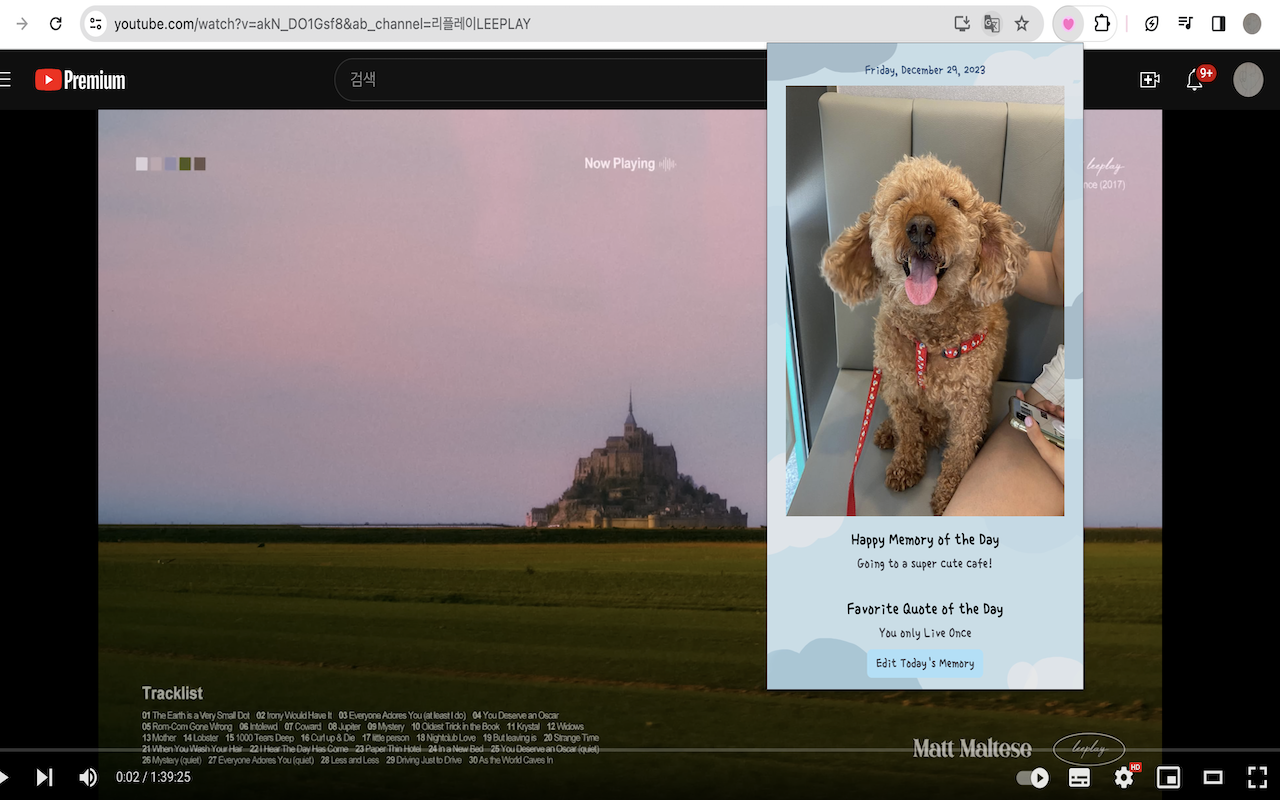 youtube.com/watch?v=akN_DO1Gsf8&ab_channel=리플레이LEEPLAY
Premium
검색
9+
Friday, December 29, 2023
Now Playing
leeplay
nce (2017)
Happy Memory of the Day
Going to a super cute cafe!
Favorite Quote of the Day
You only Live Once
Edit Today's Memory
Tracklist
01 The Earth is a Very Small Dot 02 Irony Would Have It 03 Everyone Adores You (at least I do) 04 You Deserve an Oscar
05 Rom-Com Gone Wrong 06 Intolewd 07 Coward 08 Jupiter 09 Mystery 10 Oldest Trick in the Book 11 Krystal 12 Widows
13 Mother 14 Lobster 15 1000 Tears Deep 16 Curl up & Die 17 little person 18 Nightclub Love 19 But leaving is 20 Strange Time
21 When You Wash Your Hair 22 I Hear The Day Has Come 23 Paper Thin Hotel 24 In a New Bed 25 You Deserve an Oscar (quiet)
26 Mystery (quiet) 27 Everyone Adores You (quiet) 28 Less and Less 29 Driving Just to Drive 30 As the World Caves In
Matt Maltese
leeplay
0:02 / 1:39:25
HD